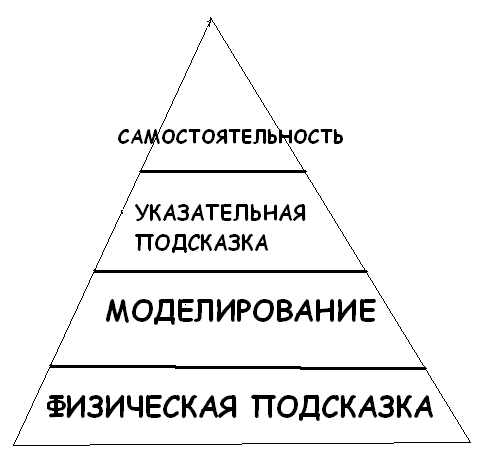 САМОСТОЯТЕЛЬНОСТЬ
УКАЗАТЕЛЬНАЯ
ПОДСКАЗКА
МОДЕЛИРОВАНИЕ
ФИЗИЧЕСКАЯ ПОДСКАЗКА